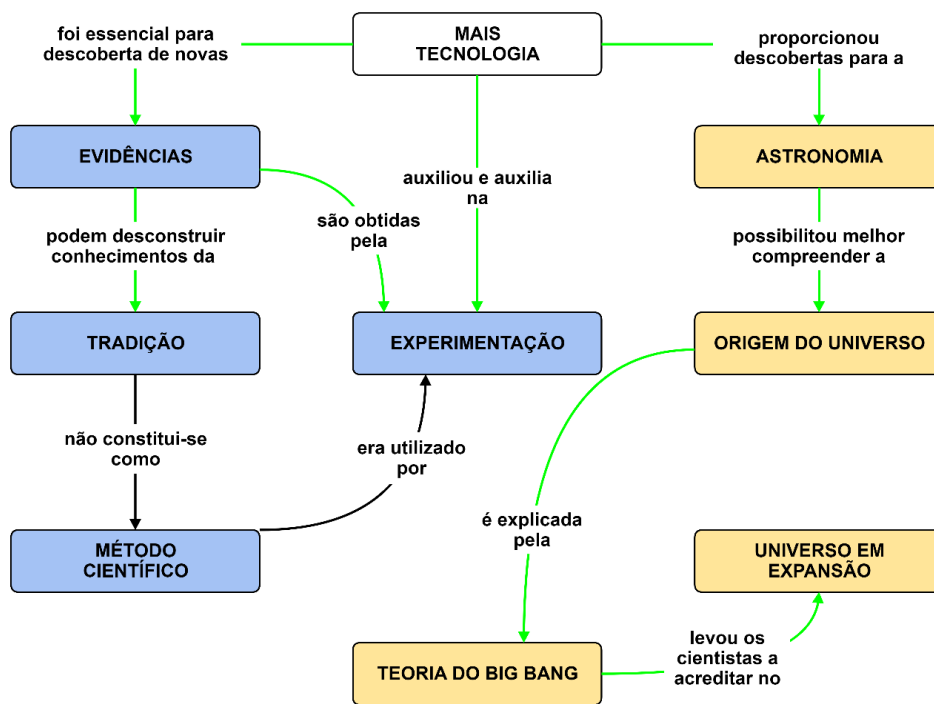 foi essencial para
descoberta de novas
MAIS
TECNOLOGIA
proporcionou
descobertas para a
EVIDÊNCIAS
ASTRONOMIA
auxiliou e auxilia
na
são obtidas
pela
podem desconstruir
conhecimentos da
possibilitou melhor
compreender a
TRADIÇÃO
EXPERIMENTAÇÃO
ORIGEM DO UNIVERSO
não constitui-se
como
era utilizado
por
é explicada
pela
MÉTODO
CIENTÍFICO
UNIVERSO EM
EXPANSÃO
TEORIA DO BIG BANG
levou os
cientistas a
acreditar no